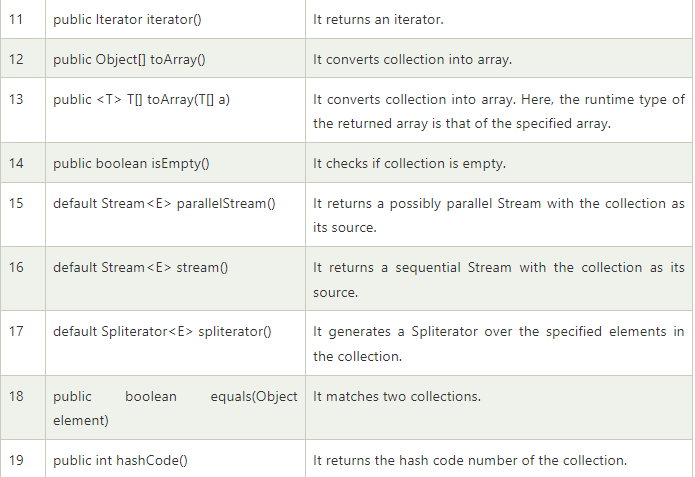 11 public Iterator iterator() It returns an iterator.
12 public Object[] toArray() It converts collection into array.
13 public <T> T[] toArray(T[] a) It converts collection into array. Here, the runtime type of
the returned array is that of the specified array.
14 public boolean isEmpty() It checks if collection is empty.
15 default Stream<E> parallelStream() It returns a possibly parallel Stream with the collection as
its source.
16 default Stream<E> stream() It returns a sequential Stream with the collection as its
source.
17 default Spliterator<E> spliterator() It generates a Spliterator over the specified elements in
the collection.
18 public boolean equals(Object It matches two collections.
element)
19 public int hashCode() It returns the hash code number of the collection.